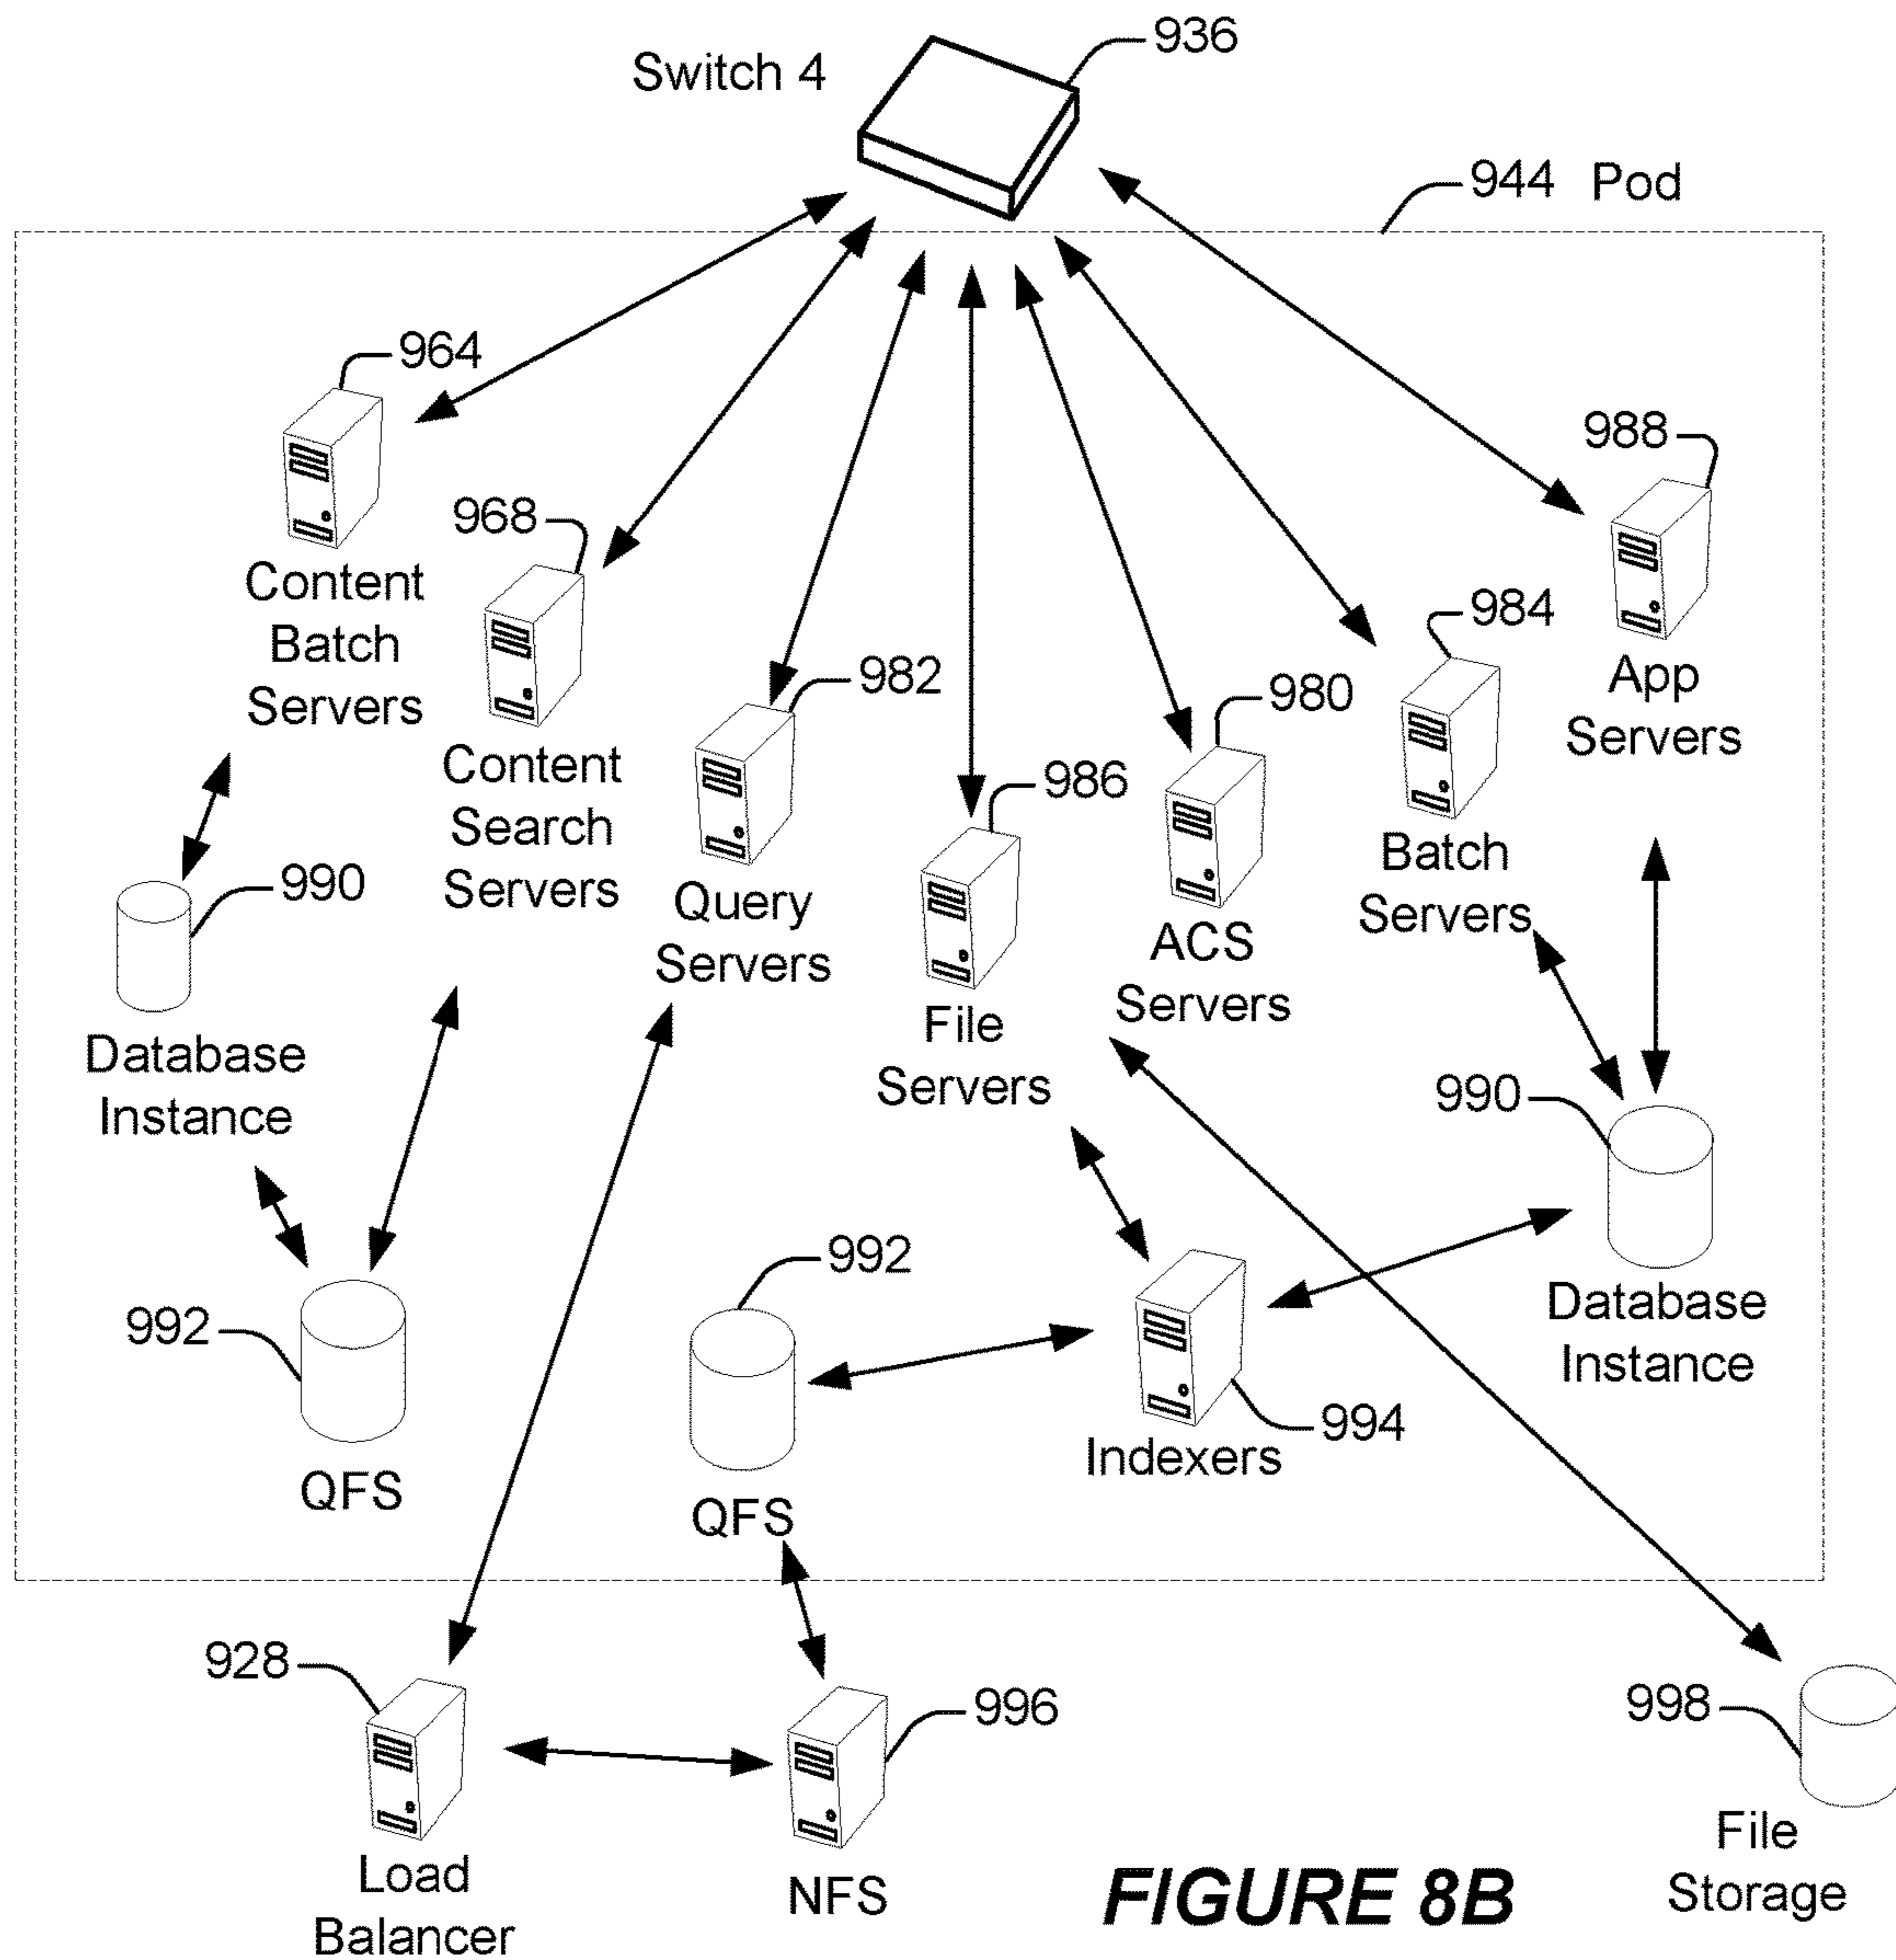 936
Switch 4
944 Pod
964
988
968
984
Content
Batch
Servers
982
980
App
Servers
Content
Search
Servers
986
Batch
Servers
990
Query
Servers
ACS
Servers
File
Servers
Database
Instance
990
992
992
Database
Instance
994
Indexers
QFS
QFS
928
996
998
File
Storage
Load
Balancer
NFS
FIGURE 8B